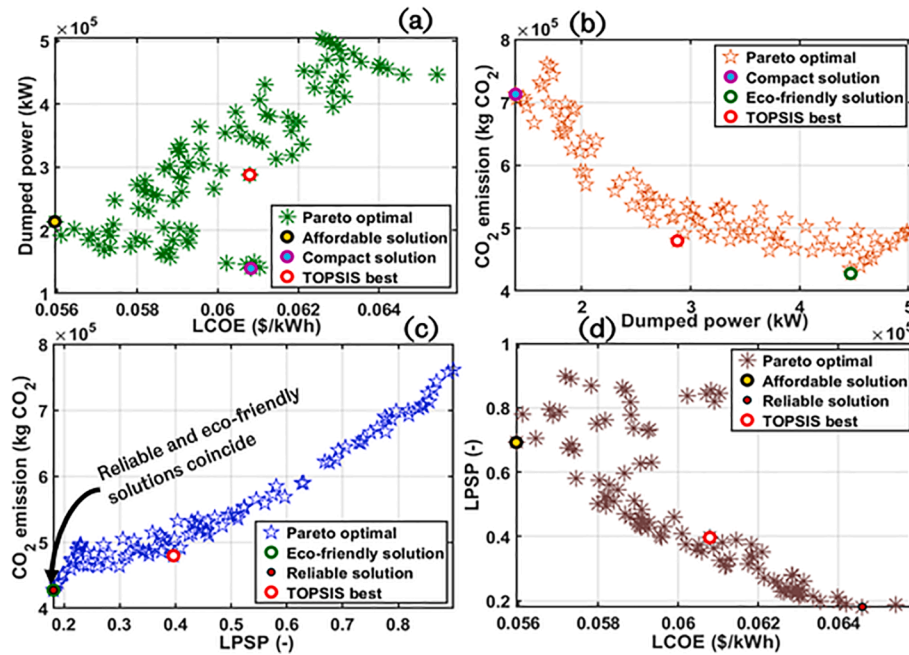 ×10⁵
(a)
5
4
3
2
1
Dumped power (kW)
Pareto optimal
Affordable solution
Compact solution
TOPSIS best
0.056
0.058
0.06
0.062
0.064
LCOE ($/kWh)
×10⁵
(b)
8
7
6
5
4
CO₂ emission (kg CO₂)
Pareto optimal
Compact solution
Eco-friendly solution
TOPSIS best
2
3
4
5
Dumped power (kW)
×10⁵
×10⁵
(c)
8
7
6
5
4
CO₂ emission (kg CO₂)
Reliable and eco-friendly
solutions coincide
Pareto optimal
Eco-friendly solution
Reliable solution
TOPSIS best
0.2
0.3
0.4
0.5
0.6
0.7
0.8
LPSP (-)
(d)
1
0.8
0.6
0.4
0.2
LPSP (-)
Pareto optimal
Affordable solution
Reliable solution
TOPSIS best
0.056
0.058
0.06
0.062
0.064
LCOE ($/kWh)